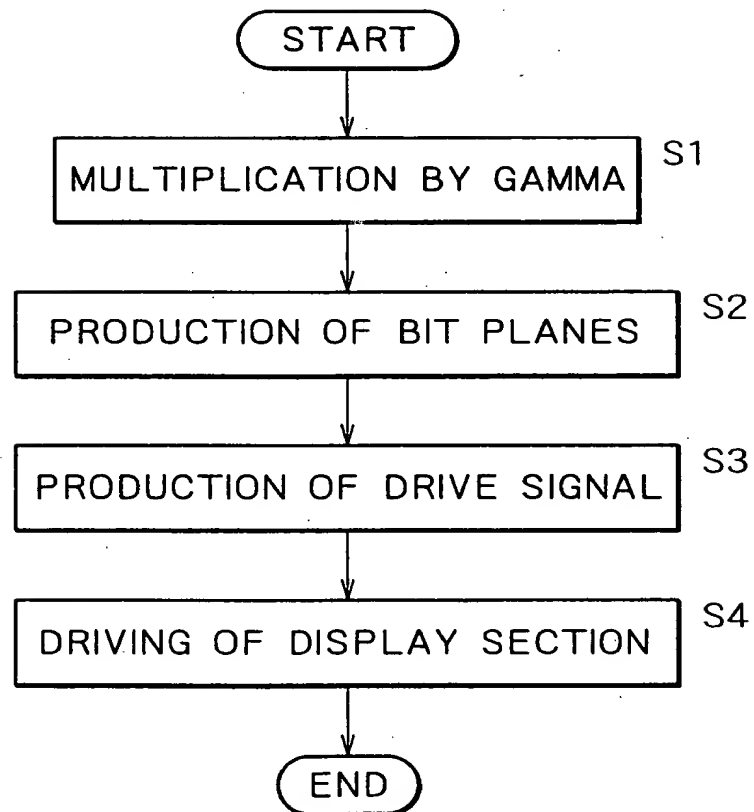 START
MULTIPLICATION BY GAMMA
S1
PRODUCTION OF BIT PLANES
S2
PRODUCTION OF DRIVE SIGNAL
S3
DRIVING OF DISPLAY SECTION
S4
END